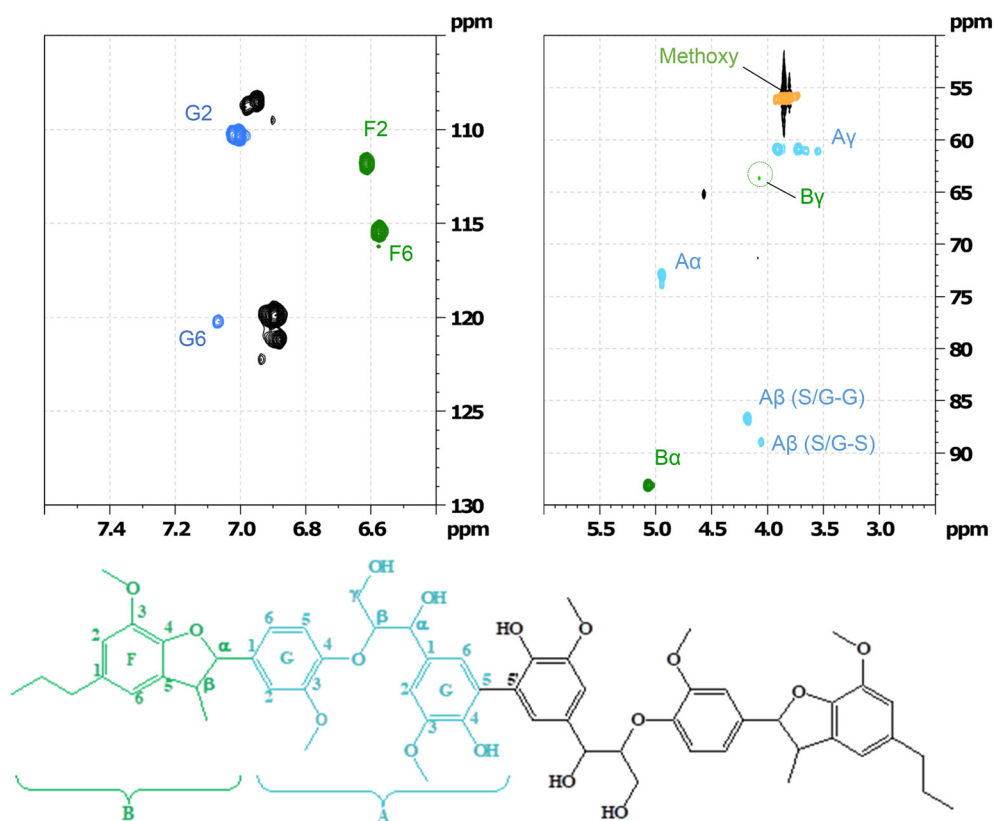 ppm
G2
F2
F6
G6
110
115
120
125
130
7.4 7.2 7.0 6.8 6.6 ppm
ppm
Methoxy
Aγ
Bγ
Aα
Aβ (S/G-G)
Aβ (S/G-S)
Bα
55
60
65
70
75
80
85
90
5.5 5.0 4.5 4.0 3.5 3.0 ppm
O
3
2
4
O
F
α
1
5
β
6
B
OH
γ
OH
β
α
6
5
1
G
4
O
2
3
O
1
6
2
G
5
3
4
O
OH
A
HO
O
5'
O
HO
HO
O
O
O